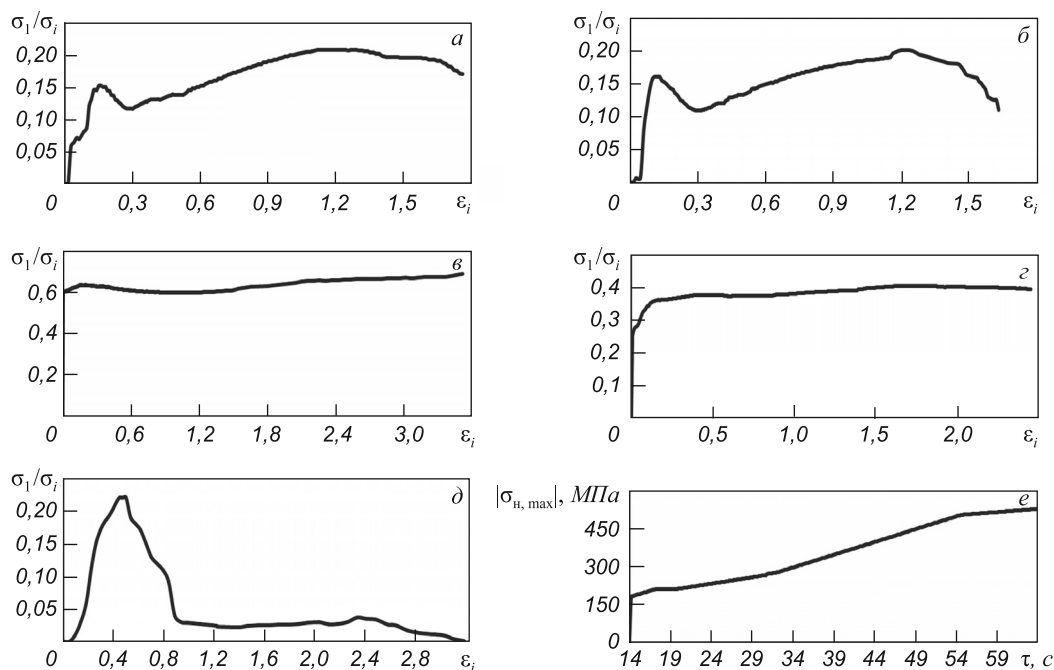 σ₁/σᵢ а
0,20
0,15
0,10
0,05
0 0,3 0,6 0,9 1,2 1,5 εᵢ
σ₁/σᵢ б
0,20
0,15
0,10
0,05
0 0,3 0,6 0,9 1,2 1,5 εᵢ
σ₁/σᵢ в
0,6
0,4
0,2
0 0,6 1,2 1,8 2,4 3,0 εᵢ
σ₁/σᵢ г
0,4
0,3
0,2
0,1
0 0,5 1,0 1,5 2,0 εᵢ
σ₁/σᵢ д
0,20
0,15
0,10
0,05
0 0,4 0,8 1,2 1,6 2,0 2,4 2,8 εᵢ
|σн, max|, МПа е
450
300
150
0
14 19 24 29 34 39 44 49 54 59 τ, с